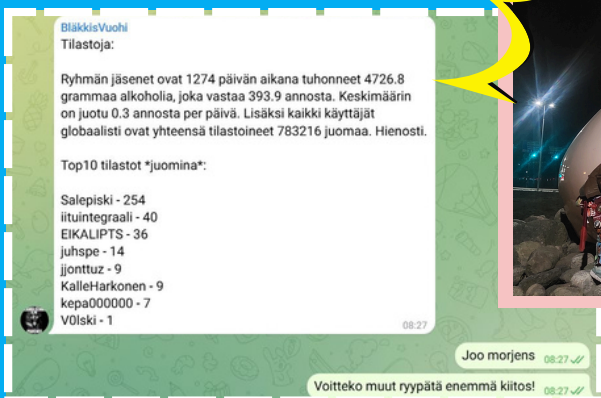 BläkkisVuohi
Tilastoja:
Ryhmän jäsenet ovat 1274 päivän aikana tuhonneet 4726.8
grammaa alkoholia, joka vastaa 393.9 annosta. Keskimäärin
on juotu 0.3 annosta per päivä. Lisäksi kaikki käyttäjät
globaalisti ovat yhteensä tilastoineet 783216 juomaa. Hienosti.
Top10 tilastot *juomina*:
Salepiski - 254
iituintegraali - 40
EIKALIPTS - 36
juhspe - 14
jjonttuz - 9
KalleHarkonen - 9
kepa000000 - 7
V0lski - 1
08:27
Joo morjens 08:27
Voitteko muut ryypätä enemmä kiitos! 08:27